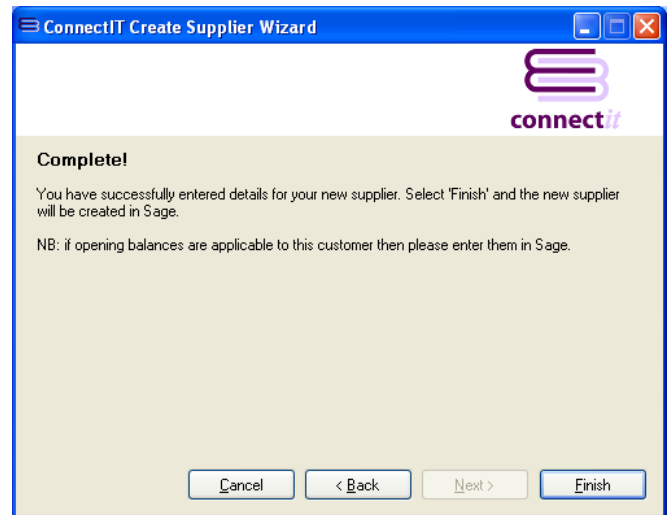 ConnectIT Create Supplier Wizard
connectit
Complete!
You have successfully entered details for your new supplier. Select 'Finish' and the new supplier
will be created in Sage.
NB: if opening balances are applicable to this customer then please enter them in Sage.
Cancel
< Back
Next >
Finish